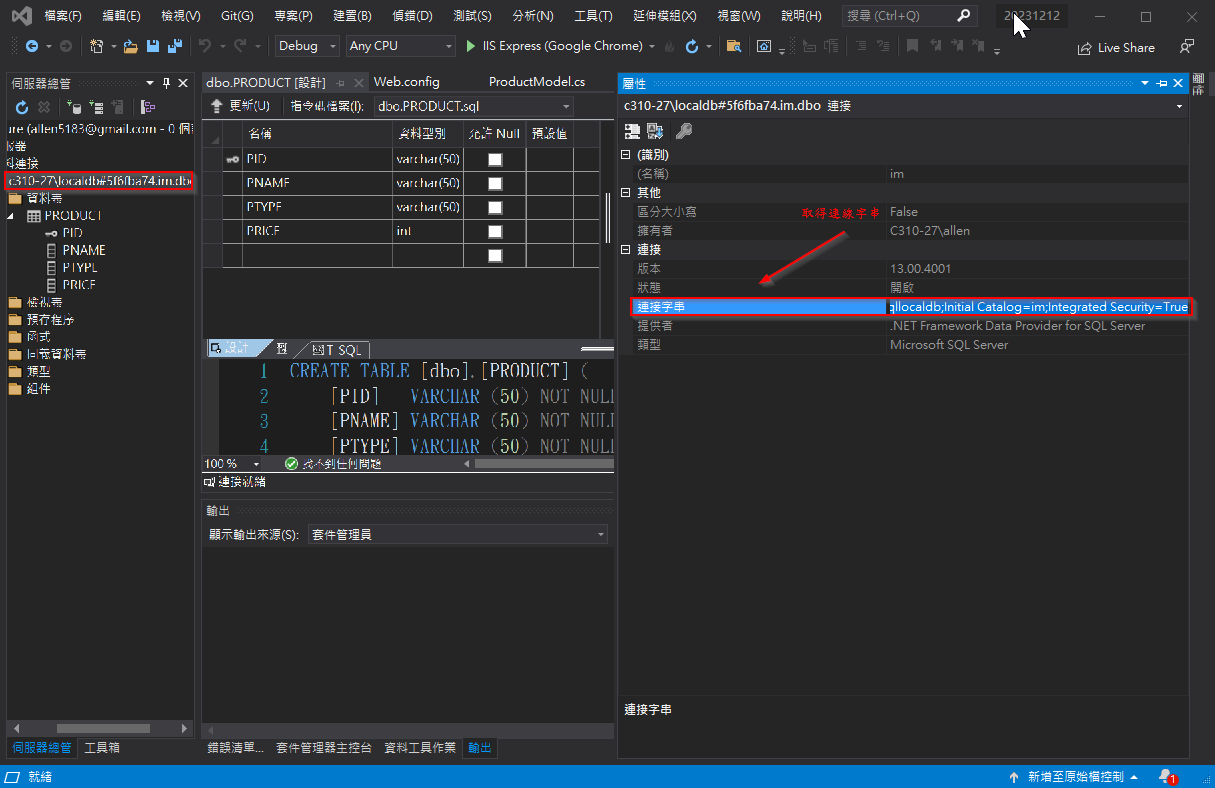 檔案(F) 編輯(E) 檢視(V) Git(G) 專案(P) 建置(B) 偵錯(D) 測試(S) 分析(N) 工具(T) 延伸模組(X) 視窗(W) 說明(H) 搜尋 (Ctrl+Q) 20231212
Debug Any CPU IIS Express (Google Chrome) Live Share
伺服器總管
ure (allen5183@gmail.com - 0 個
料連接
c310-27\localdb#5f6fba74.im.dbo
資料表
PRODUCT
PID
PNAME
PTYPE
PRICE
檢視表
預存程序
函式
同義資料表
類型
組件
伺服器總管 工具箱
dbo.PRODUCT [設計] Web.config ProductModel.cs
更新(U) 指令碼檔案(I): dbo.PRODUCT.sql
名稱 資料型別 允許 Null 預設值
PID varchar(50)
PNAME varchar(50)
PTYPE varchar(50)
PRICE int
設計 T-SQL
1 CREATE TABLE [dbo].[PRODUCT] (
2 [PID] VARCHAR (50) NOT NULL
3 [PNAME] VARCHAR (50) NOT NULL
4 [PTYPE] VARCHAR (50) NOT NULL
100 % 找不到任何問題
連接就緒
輸出
顯示輸出來源(S): 套件管理員
錯誤清單... 套件管理器主控台 資料工具作業 輸出
屬性
c310-27\localdb#5f6fba74.im.dbo 連接
(識別)
(名稱) im
其他
區分大小寫 False
取得連線字串
擁有者 C310-27\allen
連接
版本 13.00.4001
狀態 開啟
連接字串 qllocaldb;Initial Catalog=im;Integrated Security=True
提供者 .NET Framework Data Provider for SQL Server
類型 Microsoft SQL Server
連接字串
就緒 新增至原始檔控制 1